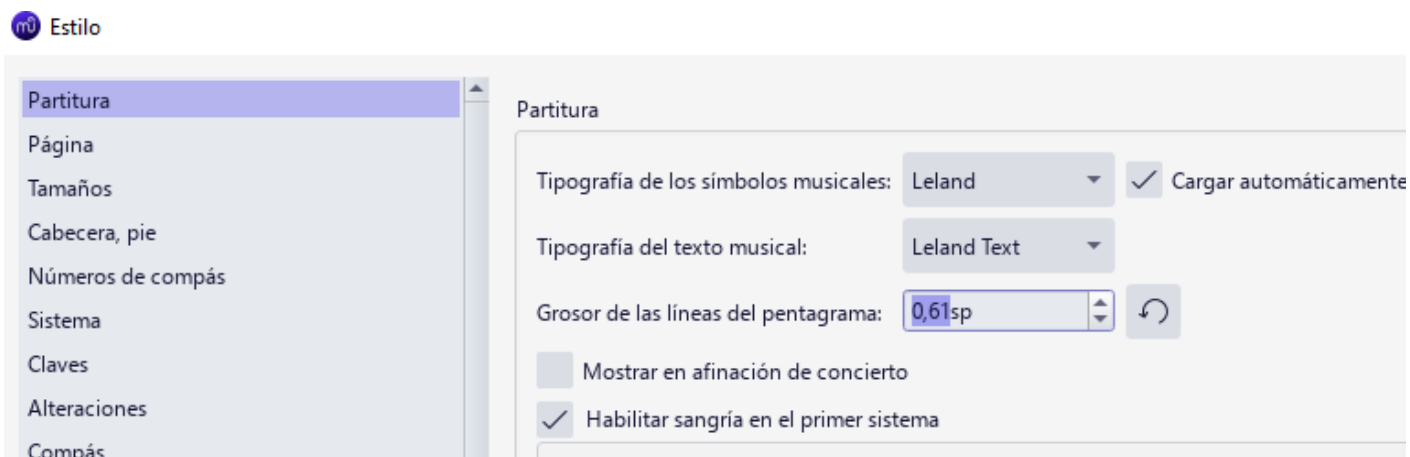 Estilo
Partitura
Página
Tamaños
Cabecera, pie
Números de compás
Sistema
Claves
Alteraciones
Compás
Partitura
Tipografía de los símbolos musicales: Leland Cargar automáticamente
Tipografía del texto musical: Leland Text
Grosor de las líneas del pentagrama: 0,61sp
Mostrar en afinación de concierto
Habilitar sangría en el primer sistema